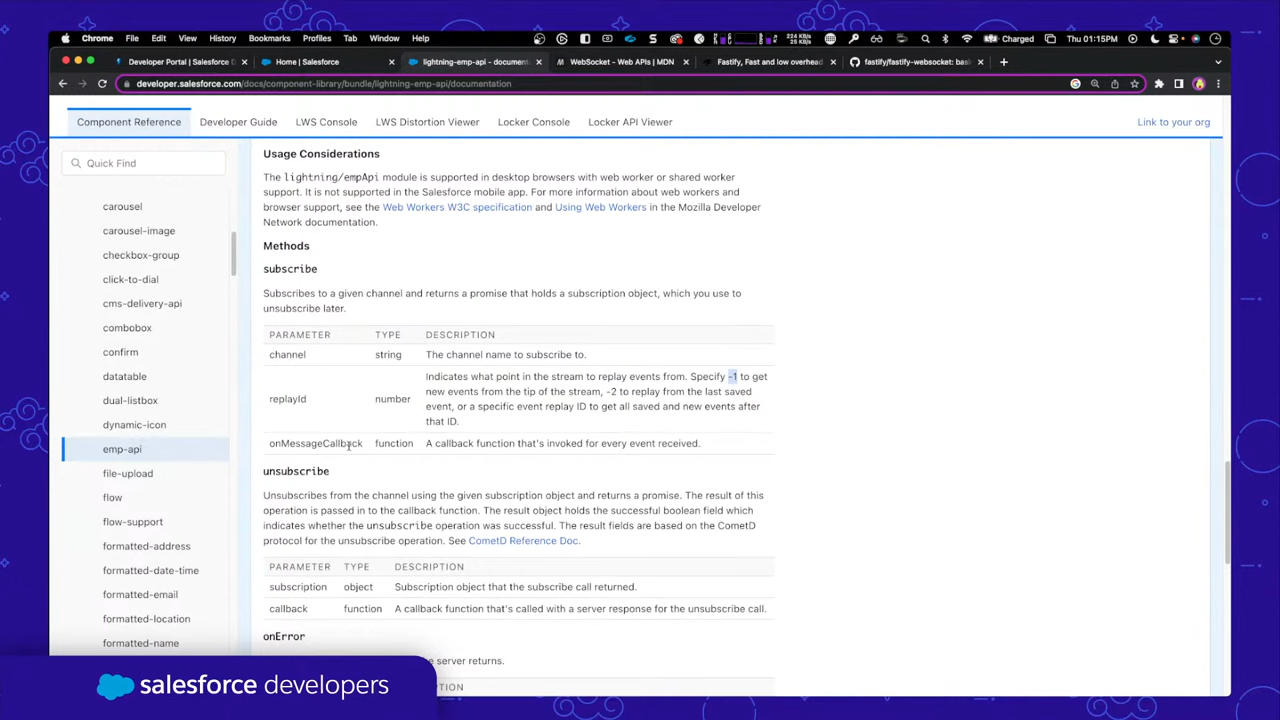 Chrome File Edit View History Bookmarks Profiles Tab Window Help
224 KB
25 KB
Charged
Thu 01:15PM
Developer Portal | Salesforce D
Home | Salesforce
lightning-emp-api - documenta
WebSocket - Web APIs | MDN
Fastify, Fast and low overhead
fastify/fastify-websocket: basi
developer.salesforce.com/docs/component-library/bundle/lightning-emp-api/documentation
Component Reference
Developer Guide
LWS Console
LWS Distortion Viewer
Locker Console
Locker API Viewer
Link to your org
Quick Find
carousel
carousel-image
checkbox-group
click-to-dial
cms-delivery-api
combobox
confirm
datatable
dual-listbox
dynamic-icon
emp-api
file-upload
flow
flow-support
formatted-address
formatted-date-time
formatted-email
formatted-location
formatted-name
Usage Considerations
The lightning/empApi module is supported in desktop browsers with web worker or shared worker
support. It is not supported in the Salesforce mobile app. For more information about web workers and
browser support, see the Web Workers W3C specification and Using Web Workers in the Mozilla Developer
Network documentation.
Methods
subscribe
Subscribes to a given channel and returns a promise that holds a subscription object, which you use to
unsubscribe later.
PARAMETER TYPE DESCRIPTION
channel string The channel name to subscribe to.
Indicates what point in the stream to replay events from. Specify -1 to get
new events from the tip of the stream, -2 to replay from the last saved
replayId number
event, or a specific event replay ID to get all saved and new events after
that ID.
onMessageCallback function A callback function that's invoked for every event received.
unsubscribe
Unsubscribes from the channel using the given subscription object and returns a promise. The result of this
operation is passed in to the callback function. The result object holds the successful boolean field which
indicates whether the unsubscribe operation was successful. The result fields are based on the CometD
protocol for the unsubscribe operation. See CometD Reference Doc.
PARAMETER TYPE DESCRIPTION
subscription object Subscription object that the subscribe call returned.
callback function A callback function that's called with a server response for the unsubscribe call.
onError
e server returns.
salesforce developers